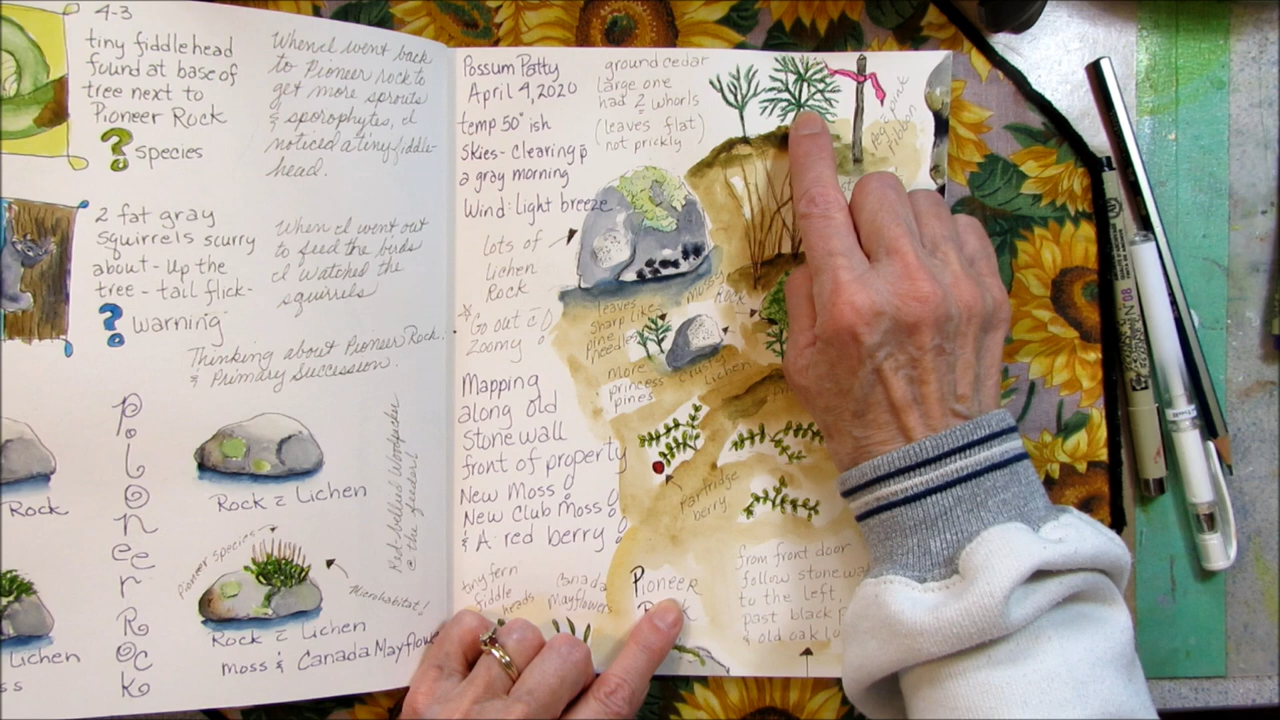 4-3
tiny fiddlehead
found at base of
tree next to
Pioneer Rock
? species
When I went back
to Pioneer rock to
get more sprouts
& sporophytes, I
noticed a tiny fiddle-
head.
2 fat gray
squirrels scurry
about - Up the
tree - tail flick -
? warning
When I went out
to feed the birds
I watched the
squirrels
Thinking about Pioneer Rock.
& Primary Succession.
Pioneer Rock
Rock
Rock c Lichen
Red-bellied Woodpecker
@ the feeder!
Pioneer Species
Microhabitat!
Lichen
Rock c Lichen
moss & Canada Mayflowe
Possum Patty
April 4, 2020
temp 50° ish
Skies - Clearing p
a gray morning
Wind: Light breeze
ground cedar
large one
had 2 whorls
(leaves flat)
not prickly)
peg c pink
ribbon
Lots of
lichen
Rock
Go out c
Zoomy
leaves
sharp like
pine
needles
mossy
Rock
more
princess
pines
Crusty
Lichen
Mapping
along old
stone wall
front of property
New Moss!
New Club Moss!
& A red berry!
Partridge
berry
tiny fern
fiddle
heads
Canada
Mayflowers
Pioneer
from front door
follow stonewa
to the left,
past black p
& old oak
N 08